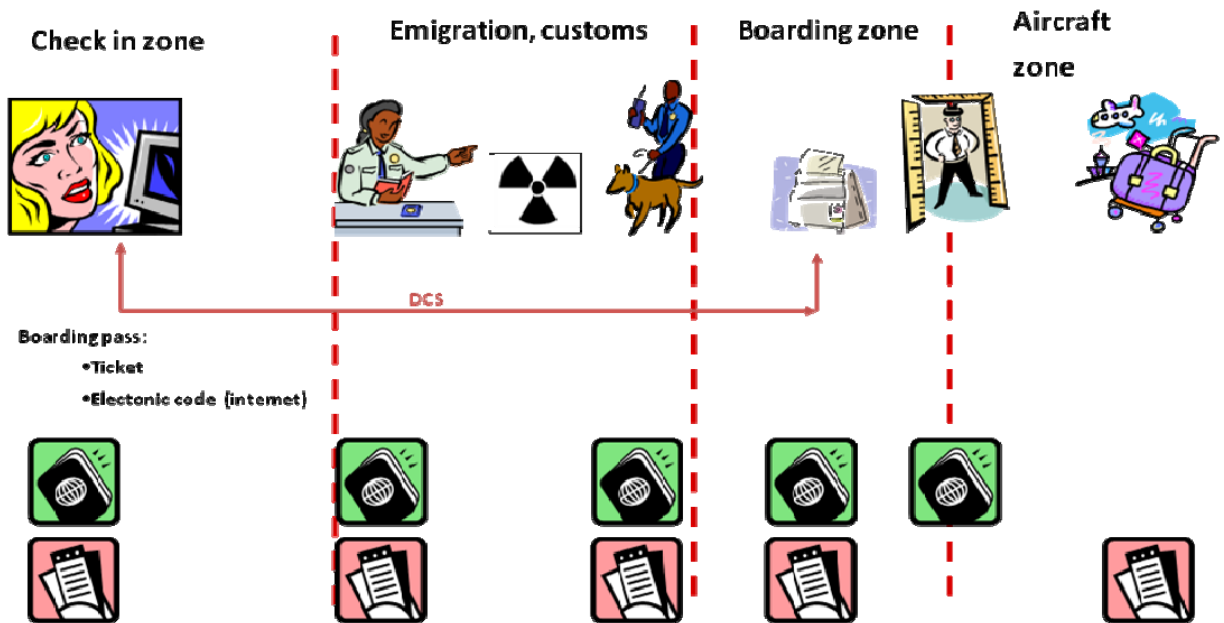 Check in zone
Emigration, customs
Boarding zone
Aircraft
zone
DCS
Boarding pass:
•Ticket
•Electonic code (internet)